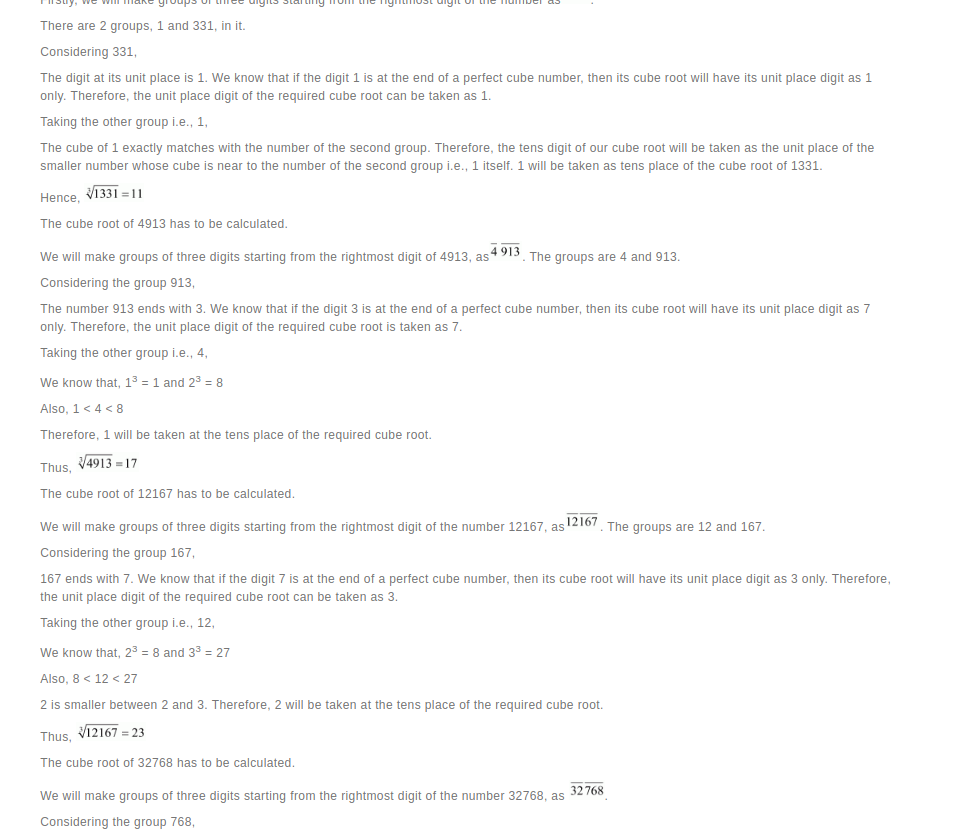 Firstly, we will make groups of three digits starting from the rightmost digit of the number as
There are 2 groups, 1 and 331, in it.
Considering 331,
The digit at its unit place is 1. We know that if the digit 1 is at the end of a perfect cube number, then its cube root will have its unit place digit as 1
only. Therefore, the unit place digit of the required cube root can be taken as 1.
Taking the other group i.e., 1,
The cube of 1 exactly matches with the number of the second group. Therefore, the tens digit of our cube root will be taken as the unit place of the
smaller number whose cube is near to the number of the second group i.e., 1 itself. 1 will be taken as tens place of the cube root of 1331.
Hence, ∛1331 = 11
The cube root of 4913 has to be calculated.
We will make groups of three digits starting from the rightmost digit of 4913, as 4 913 . The groups are 4 and 913.
Considering the group 913,
The number 913 ends with 3. We know that if the digit 3 is at the end of a perfect cube number, then its cube root will have its unit place digit as 7
only. Therefore, the unit place digit of the required cube root is taken as 7.
Taking the other group i.e., 4,
We know that, 1³ = 1 and 2³ = 8
Also, 1 < 4 < 8
Therefore, 1 will be taken at the tens place of the required cube root.
Thus, ∛4913 = 17
The cube root of 12167 has to be calculated.
We will make groups of three digits starting from the rightmost digit of the number 12167, as 12 167 . The groups are 12 and 167.
Considering the group 167,
167 ends with 7. We know that if the digit 7 is at the end of a perfect cube number, then its cube root will have its unit place digit as 3 only. Therefore,
the unit place digit of the required cube root can be taken as 3.
Taking the other group i.e., 12,
We know that, 2³ = 8 and 3³ = 27
Also, 8 < 12 < 27
2 is smaller between 2 and 3. Therefore, 2 will be taken at the tens place of the required cube root.
Thus, ∛12167 = 23
The cube root of 32768 has to be calculated.
We will make groups of three digits starting from the rightmost digit of the number 32768, as 32 768.
Considering the group 768,